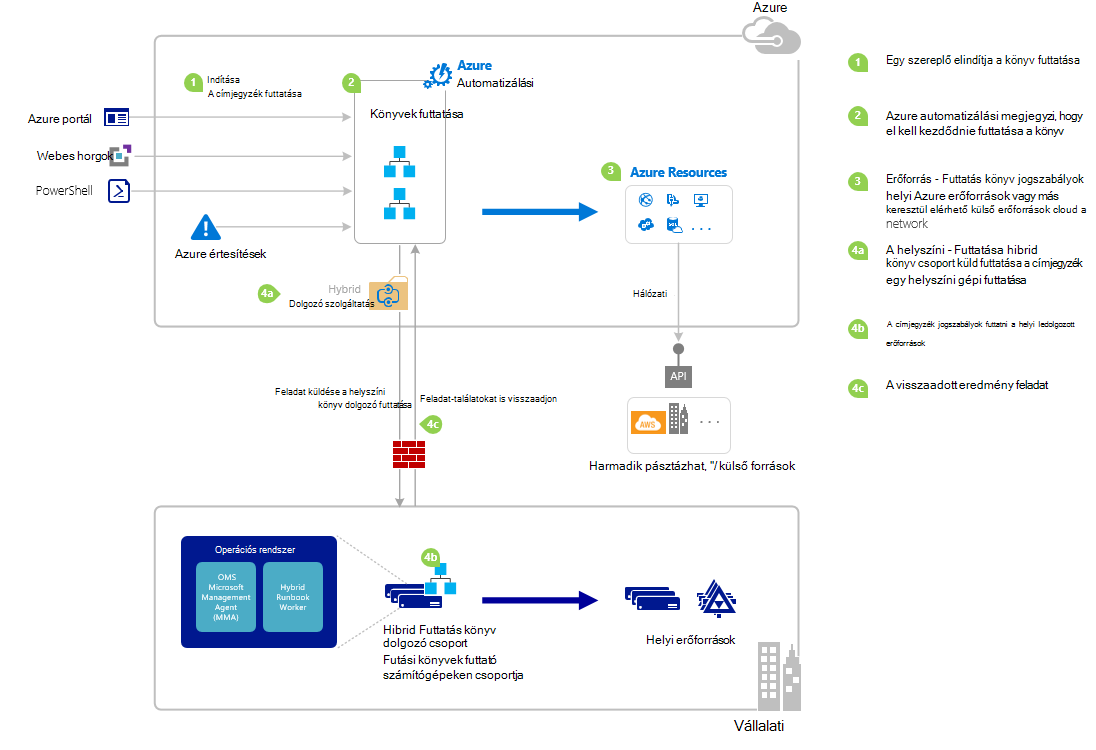 Azure
1
Indítása
A címjegyzék futtatása
2
Azure
Automatizálási
Könyvek futtatása
Azure portál
Webes horgok
PowerShell
Azure értesítések
3
Azure Resources
. . .
4a
Hybrid
Dolgozó szolgáltatás
Hálózati
API
AWS
. . .
Harmadik pásztázhat, "/ külső források
Feladat küldése a helyszíni
könyv dolgozó futtatása
Feladat-találatokat is visszaadjon
4c
Operációs rendszer
OMS
Microsoft
Management
Agent
(MMA)
Hybrid
Runbook
Worker
4b
Hibrid Futtatás könyv
dolgozó csoport
Futási könyvek futtató
számítógépeken csoportja
Helyi erőforrások
Vállalati
1
Egy szereplő elindítja a könyv futtatása
2
Azure automatizálási megjegyzi, hogy
el kell kezdődnie futtatása a könyv
3
Erőforrás - Futtatás könyv jogszabályok
helyi Azure erőforrások vagy más
keresztül elérhető külső erőforrások cloud a
network
4a
A helyszíni - Futtatása hibrid
könyv csoport küld futtatása a címjegyzék
egy helyszíni gépi futtatása
4b
A címjegyzék jogszabályok futtatni a helyi ledolgozott
erőforrások
4c
A visszaadott eredmény feladat